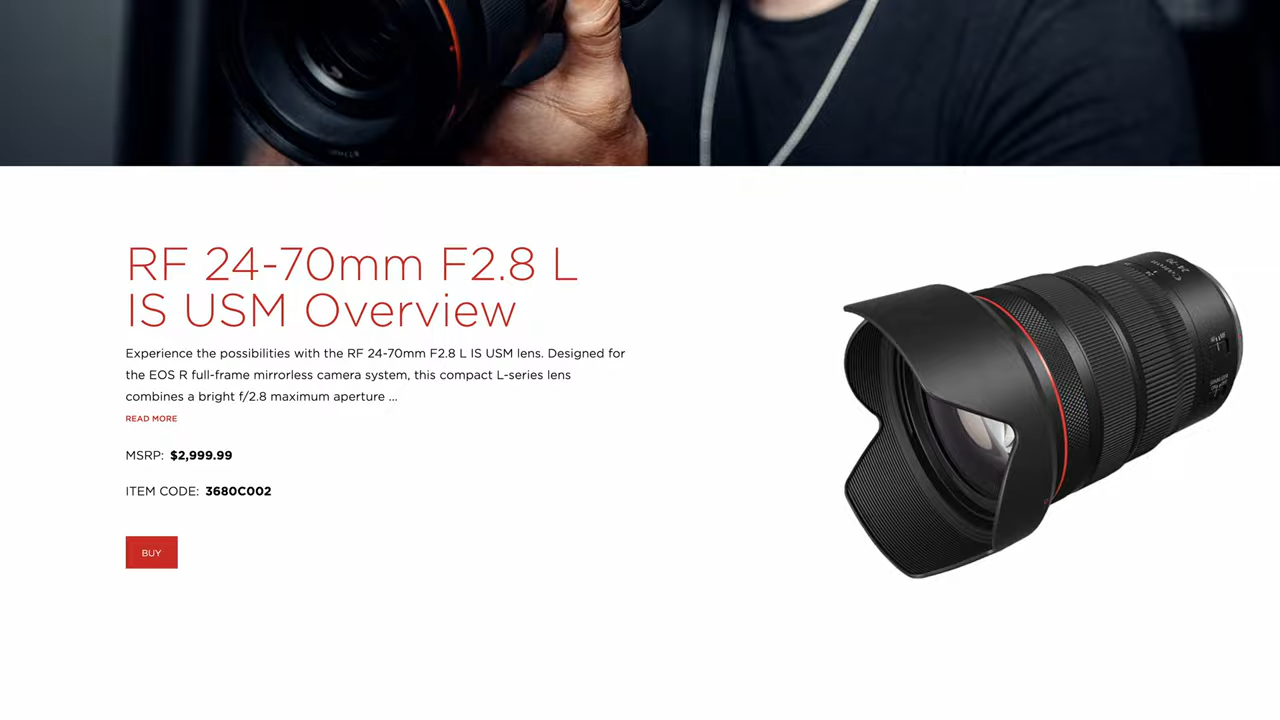 RF 24-70mm F2.8 L
IS USM Overview
Experience the possibilities with the RF 24-70mm F2.8 L IS USM lens. Designed for
the EOS R full-frame mirrorless camera system, this compact L-series lens
combines a bright f/2.8 maximum aperture ...
READ MORE
MSRP: $2,999.99
ITEM CODE: 3680C002
BUY
Canon